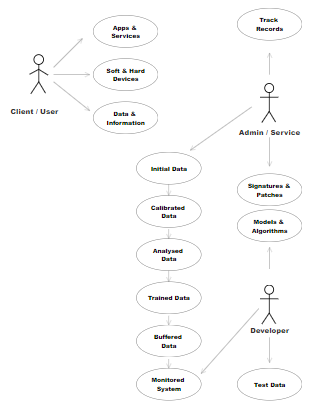 Apps &
Services
Track
Records
Soft & Hard
Devices
Client / User
Data &
Information
Admin / Service
Initial Data
Signatures &
Patches
Calibrated
Data
Models &
Algorithms
Analysed
Data
Trained Data
Developer
Buffered
Data
Monitored
System
Test Data